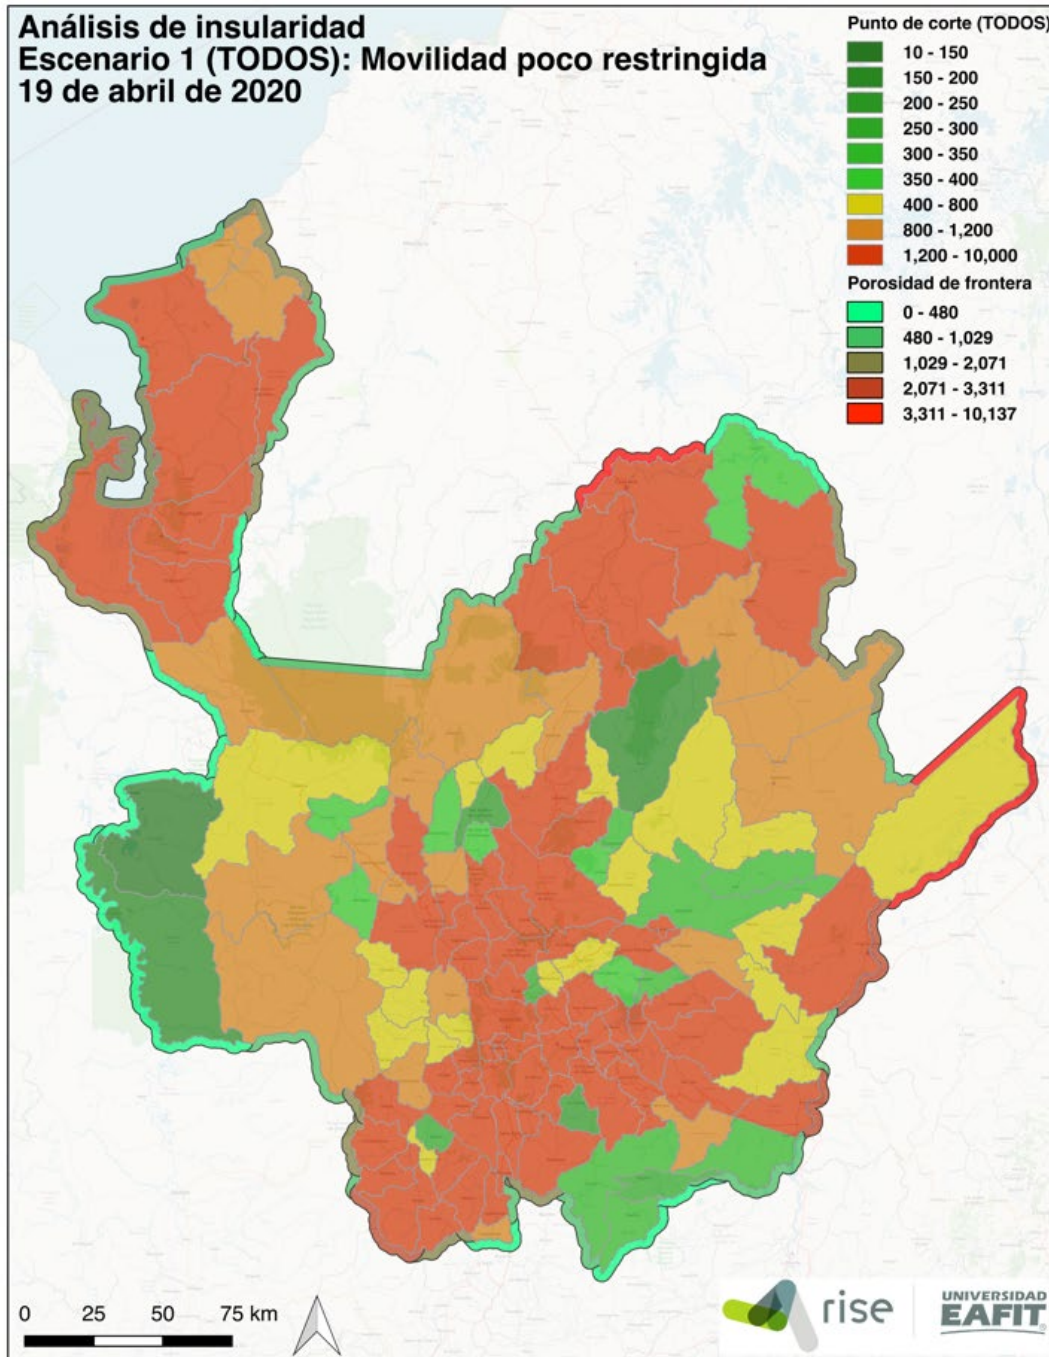 Análisis de insularidad
Escenario 1 (TODOS): Movilidad poco restringida
19 de abril de 2020
Punto de corte (TODOS)
10 - 150
150 - 200
200 - 250
250 - 300
300 - 350
350 - 400
400 - 800
800 - 1,200
1,200 - 10,000
Porosidad de frontera
0 - 480
480 - 1,029
1,029 - 2,071
2,071 - 3,311
3,311 - 10,137
0 25 50 75 km
rise
UNIVERSIDAD
EAFIT®